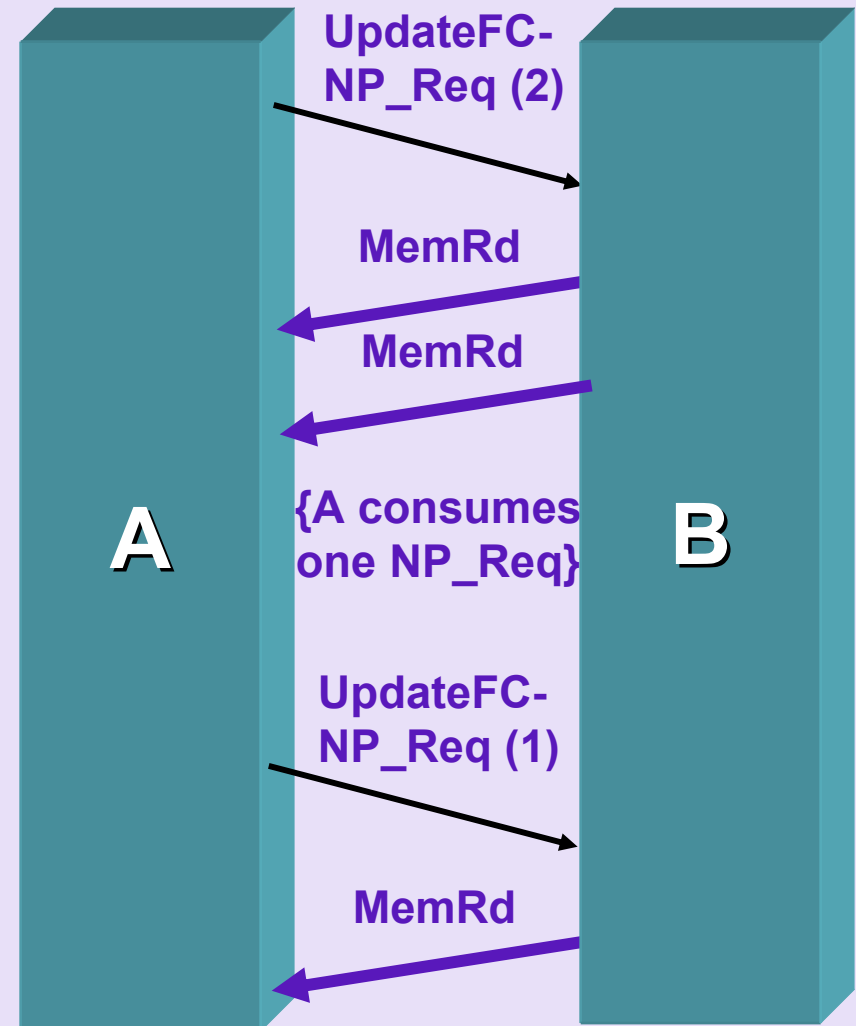 UpdateFC-
NP_Req (2)
MemRd
MemRd
{A consumes
one NP_Req}
A
B
UpdateFC-
NP_Req (1)
MemRd